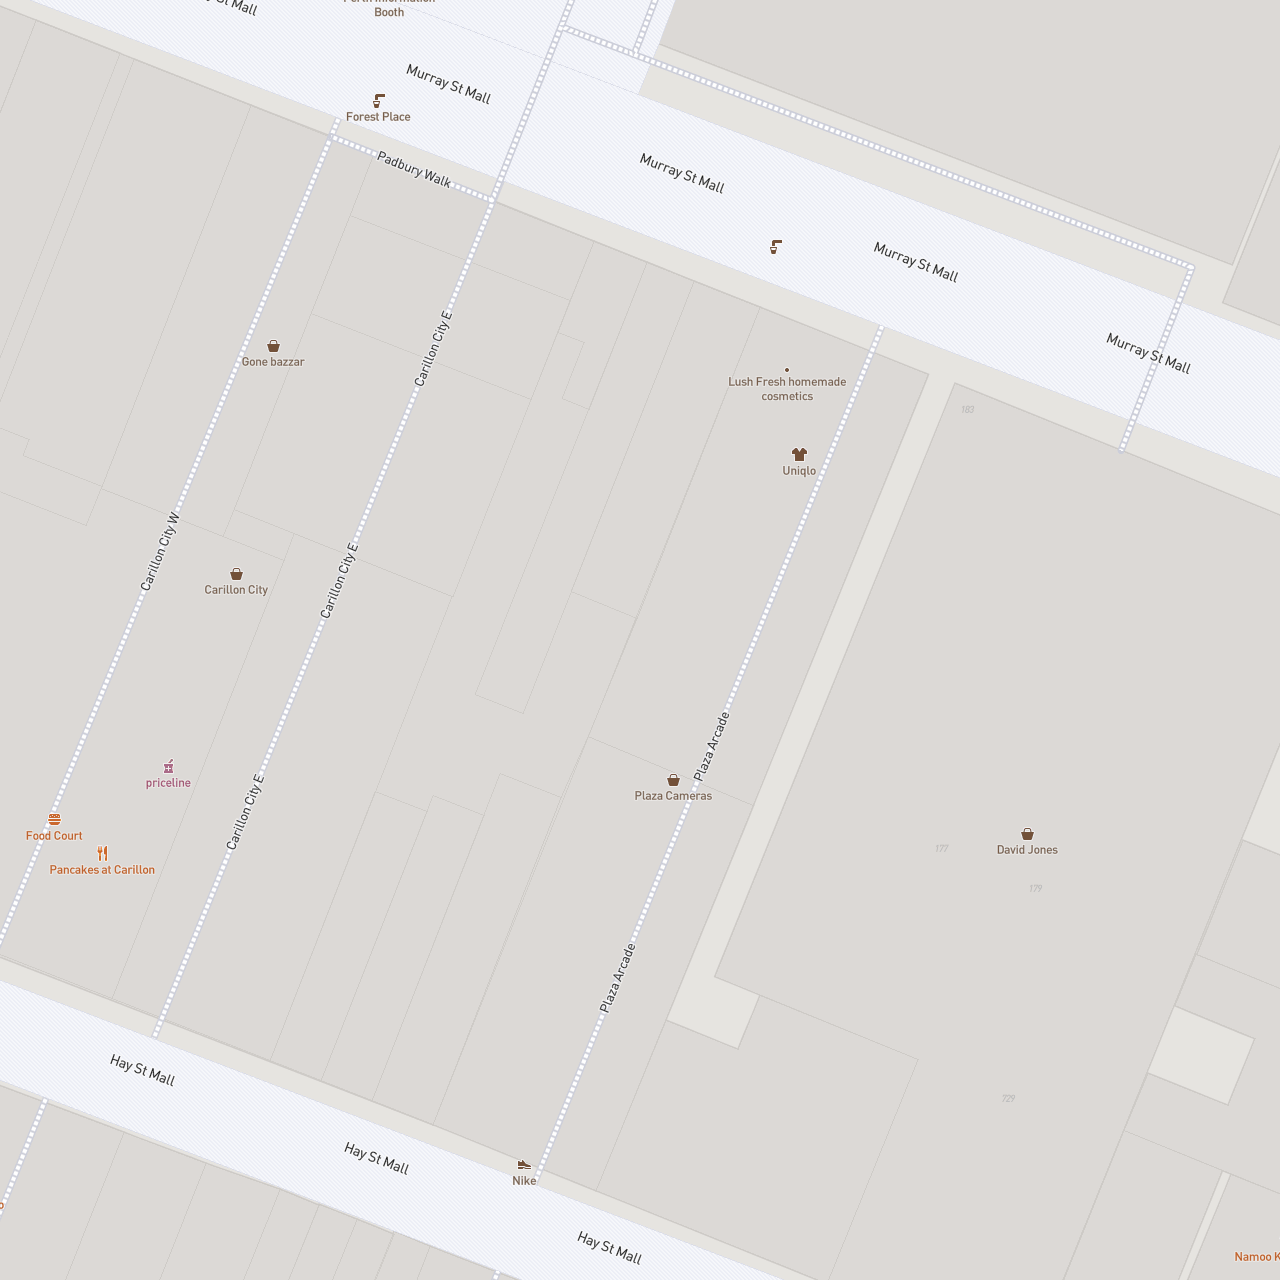 Booth
Murray St Mall
Forest Place
Padbury Walk
Murray St Mall
Murray St Mall
Murray St Mall
Gone bazzar
Carillon City E
Lush Fresh homemade
cosmetics
183
Uniqlo
Carillon City W
Carillon City E
Carillon City
Plaza Arcade
priceline
Plaza Cameras
Carillon City E
Food Court
Pancakes at Carillon
David Jones
177
179
Plaza Arcade
Hay St Mall
729
Hay St Mall
Nike
Hay St Mall
Namoo K